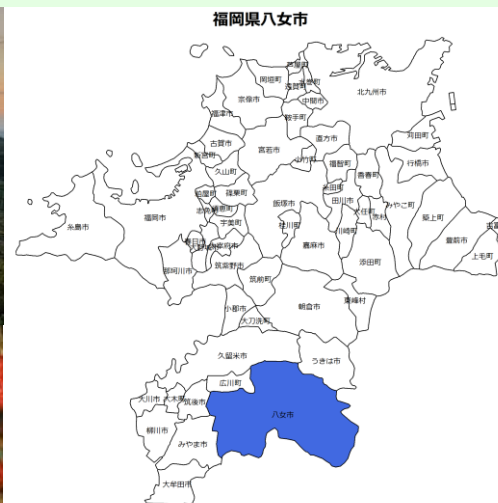 福岡県八女市
芦屋町
水巻町
岡垣町
遠賀町
北九州市
宗像市
中間市
鞍手町
福津市
苅田町
直方市
古賀市
宮若市
行橋市
新宮町
小竹町
福智町
香春町
久山町
糸田町
みやこ町
粕屋町
篠栗町
田川市
飯塚市
大任町
赤村
築上町
福岡市
志免町
須恵町
糸島市
宇美町
桂川町
川崎町
豊前市
春日市
嘉麻市
添田町
上毛町
那珂川市
筑紫野市
筑前町
東峰村
朝倉市
小郡市
大刀洗町
久留米市
うきは市
広川町
大川市
大木町
筑後市
八女市
柳川市
みやま市
大牟田市